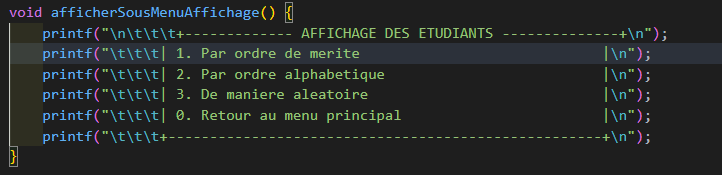 void afficherSousMenuAffichage() {
    printf("\n\t\t\t+------------- AFFICHAGE DES ETUDIANTS --------------+\n");
    printf("\t\t\t| 1. Par ordre de merite                             |\n");
    printf("\t\t\t| 2. Par ordre alphabetique                          |\n");
    printf("\t\t\t| 3. De maniere aleatoire                            |\n");
    printf("\t\t\t| 0. Retour au menu principal                        |\n");
    printf("\t\t\t+----------------------------------------------------+\n");
}